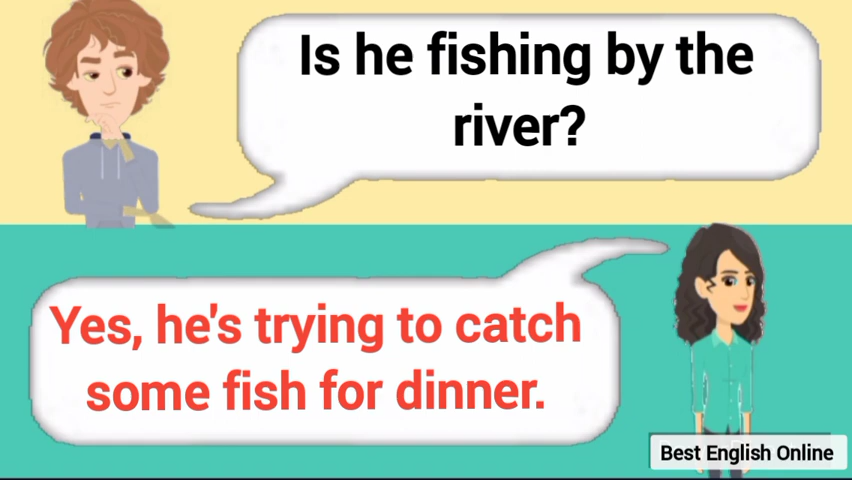 Is he fishing by the
river?
Yes, he's trying to catch
some fish for dinner.
Best English Online